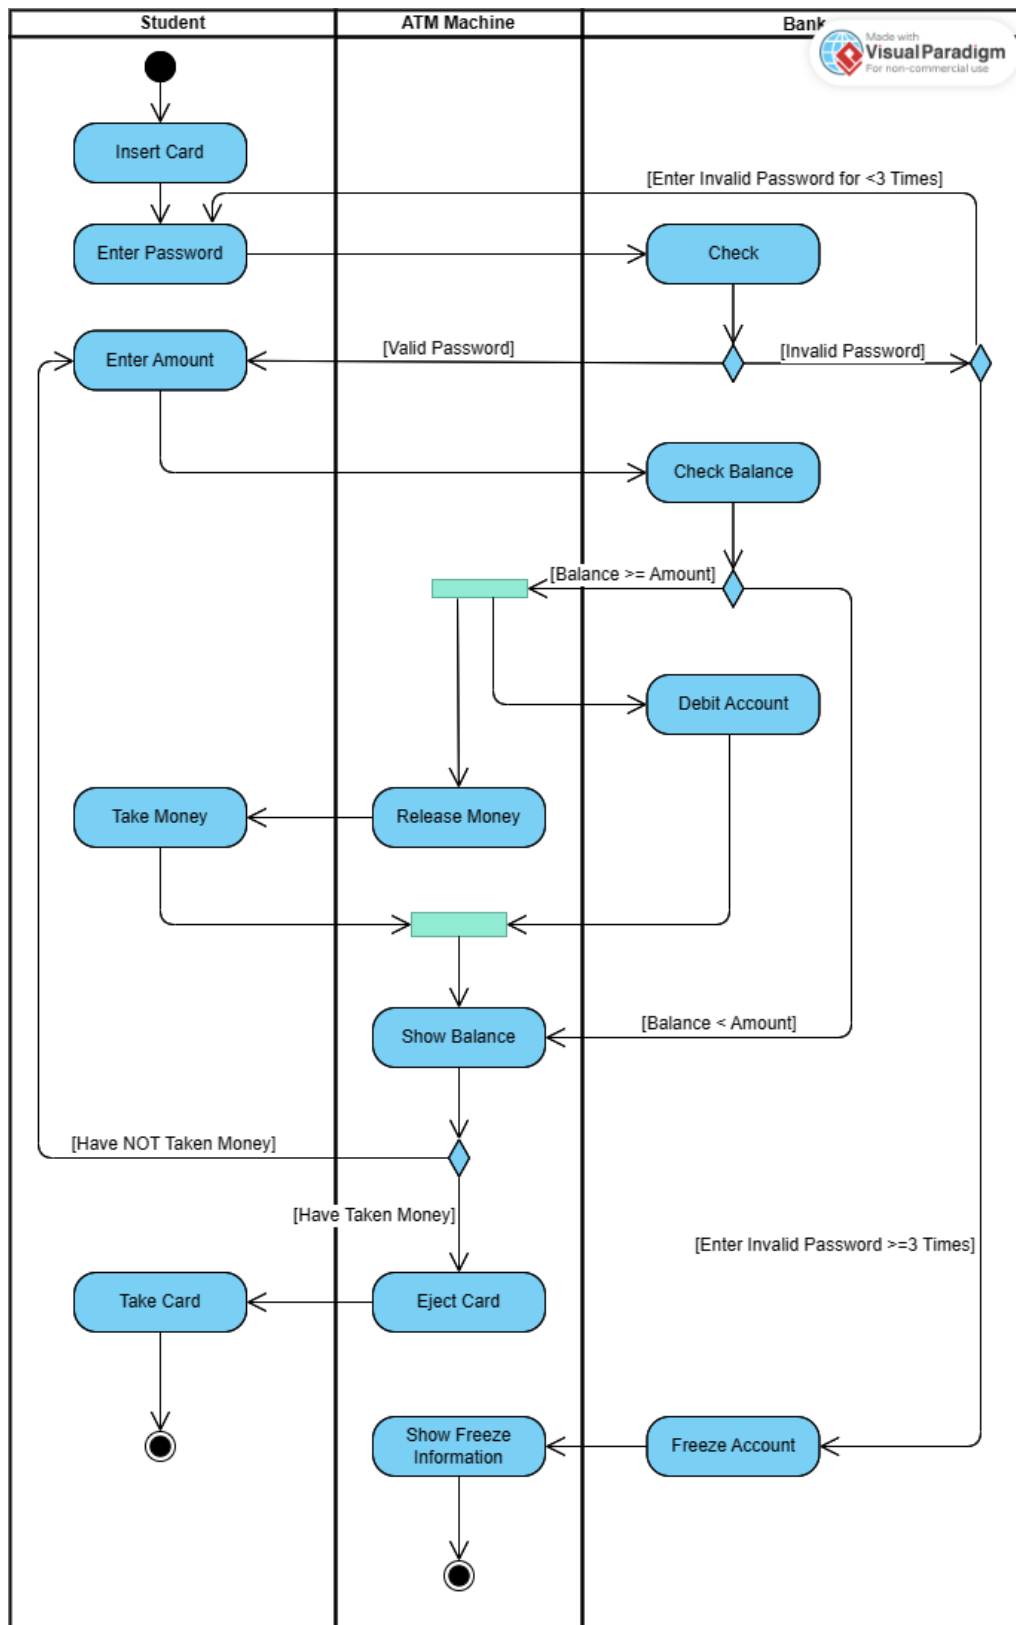 Student
ATM Machine
Bank
Made with
Visual Paradigm
For non-commercial use
Insert Card
[Enter Invalid Password for <3 Times]
Enter Password
Check
Enter Amount
[Valid Password]
[Invalid Password]
Check Balance
[Balance >= Amount]
Debit Account
Take Money
Release Money
Show Balance
[Balance < Amount]
[Have NOT Taken Money]
[Have Taken Money]
[Enter Invalid Password >=3 Times]
Take Card
Eject Card
Show Freeze
Information
Freeze Account